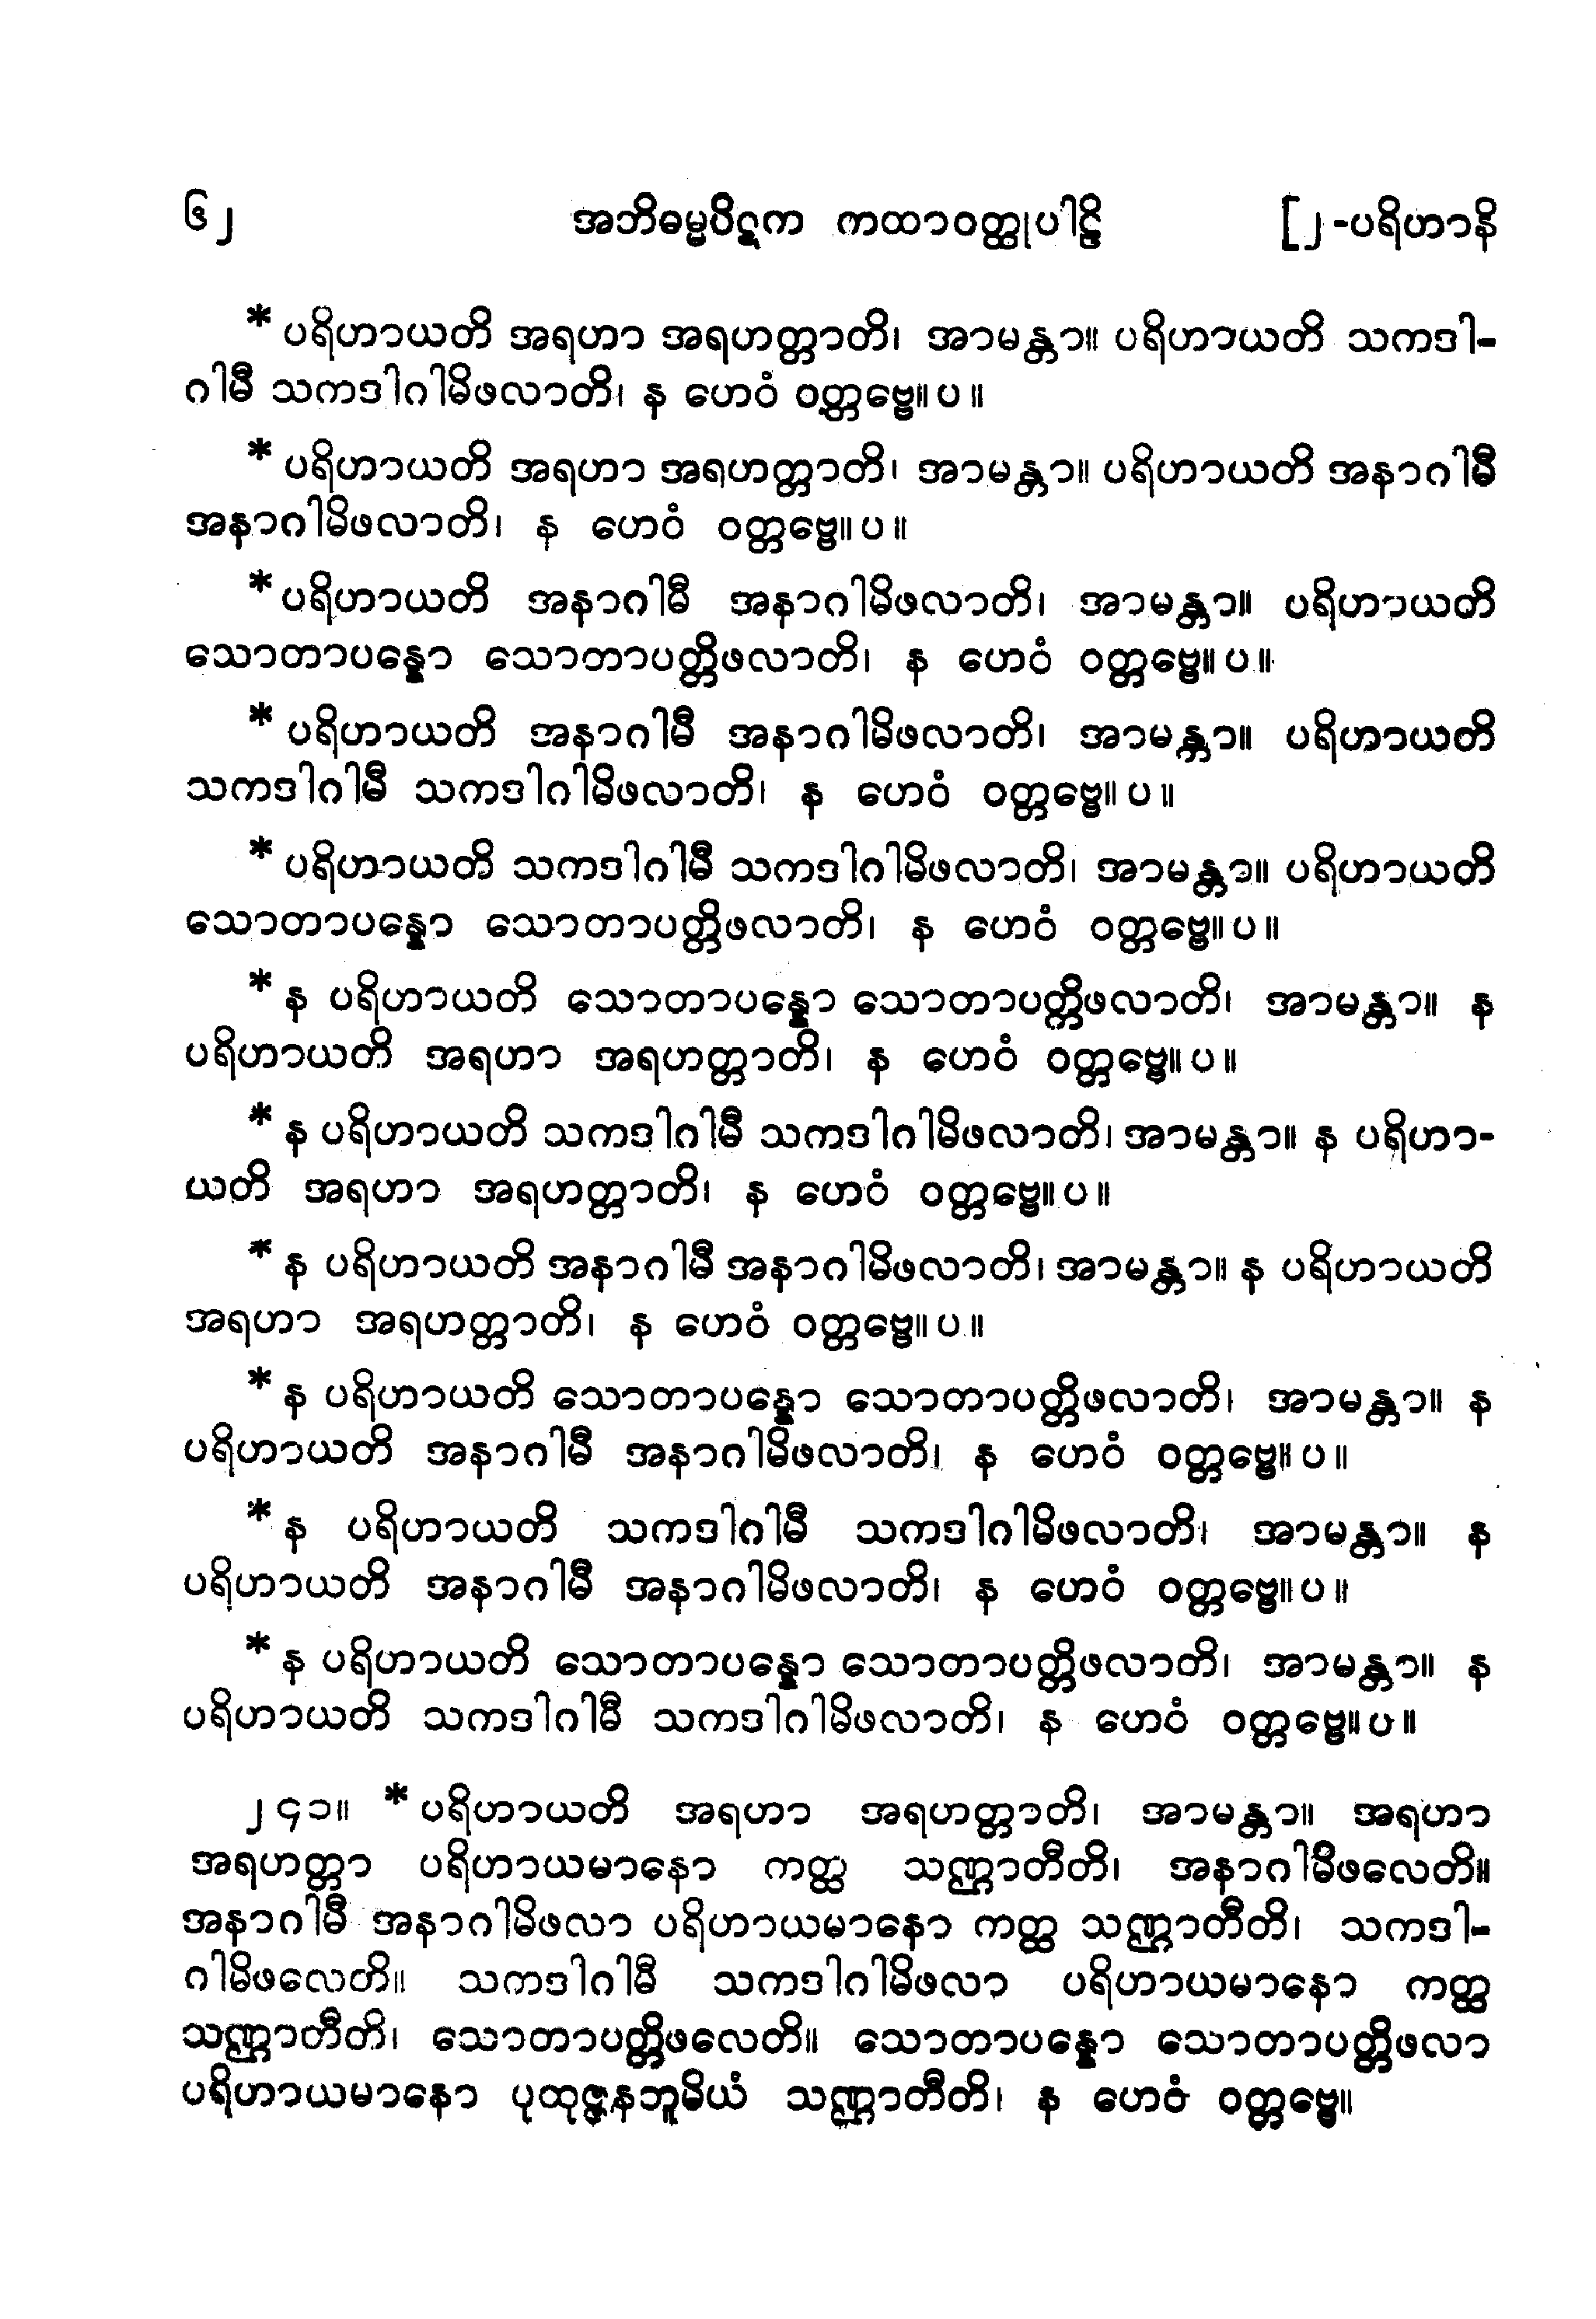 ၆၂ အဘိဓမ္မပိဋက ကထာဝတ္ထုပါဠိ [၂-ပရိဟာနိ
* ပရိဟာယတိ အရဟာ အရဟတ္တာတိ၊ အာမန္တာ။ ပရိဟာယတိ သကဒါ-
ဂါမီ သကဒါဂါမိဖလာတိ၊ န ဟေဝံ ဝတ္တဗ္ဗေ။ ပ ။
* ပရိဟာယတိ အရဟာ အရဟတ္တာတိ၊ အာမန္တာ။ ပရိဟာယတိ အနာဂါမီ
အနာဂါမိဖလာတိ၊ န ဟေဝံ ဝတ္တဗ္ဗေ။ ပ ။
* ပရိဟာယတိ အနာဂါမီ အနာဂါမိဖလာတိ၊ အာမန္တာ။ ပရိဟာယတိ
သောတာပန္နော သောတာပတ္တိဖလာတိ၊ န ဟေဝံ ဝတ္တဗ္ဗေ။ ပ ။
* ပရိဟာယတိ အနာဂါမီ အနာဂါမိဖလာတိ၊ အာမန္တာ။ ပရိဟာယတိ
သကဒါဂါမီ သကဒါဂါမိဖလာတိ၊ န ဟေဝံ ဝတ္တဗ္ဗေ။ ပ ။
* ပရိဟာယတိ သကဒါဂါမီ သကဒါဂါမိဖလာတိ၊ အာမန္တာ။ ပရိဟာယတိ
သောတာပန္နော သောတာပတ္တိဖလာတိ၊ န ဟေဝံ ဝတ္တဗ္ဗေ။ ပ ။
* န ပရိဟာယတိ သောတာပန္နော သောတာပတ္တိဖလာတိ၊ အာမန္တာ။ န
ပရိဟာယတိ အရဟာ အရဟတ္တာတိ၊ န ဟေဝံ ဝတ္တဗ္ဗေ။ ပ ။
* န ပရိဟာယတိ သကဒါဂါမီ သကဒါဂါမိဖလာတိ၊ အာမန္တာ။ န ပရိဟာ-
ယတိ အရဟာ အရဟတ္တာတိ၊ န ဟေဝံ ဝတ္တဗ္ဗေ။ ပ ။
* န ပရိဟာယတိ အနာဂါမီ အနာဂါမိဖလာတိ၊ အာမန္တာ။ န ပရိဟာယတိ
အရဟာ အရဟတ္တာတိ၊ န ဟေဝံ ဝတ္တဗ္ဗေ။ ပ ။
* န ပရိဟာယတိ သောတာပန္နော သောတာပတ္တိဖလာတိ၊ အာမန္တာ။ န
ပရိဟာယတိ အနာဂါမီ အနာဂါမိဖလာတိ၊ န ဟေဝံ ဝတ္တဗ္ဗေ။ ပ ။
* န ပရိဟာယတိ သကဒါဂါမီ သကဒါဂါမိဖလာတိ၊ အာမန္တာ။ န
ပရိဟာယတိ အနာဂါမီ အနာဂါမိဖလာတိ၊ န ဟေဝံ ဝတ္တဗ္ဗေ။ ပ ။
* န ပရိဟာယတိ သောတာပန္နော သောတာပတ္တိဖလာတိ၊ အာမန္တာ။ န
ပရိဟာယတိ သကဒါဂါမီ သကဒါဂါမိဖလာတိ၊ န ဟေဝံ ဝတ္တဗ္ဗေ။ ပ ။
၂၄၁။ * ပရိဟာယတိ အရဟာ အရဟတ္တာတိ၊ အာမန္တာ။ အရဟာ
အရဟတ္တာ ပရိဟာယမာနော ကတ္ထ သဏ္ဌာတီတိ၊ အနာဂါမိဖလေတိ။
အနာဂါမီ အနာဂါမိဖလာ ပရိဟာယမာနော ကတ္ထ သဏ္ဌာတီတိ၊ သကဒါ-
ဂါမိဖလေတိ။ သကဒါဂါမီ သကဒါဂါမိဖလာ ပရိဟာယမာနော ကတ္ထ
သဏ္ဌာတီတိ၊ သောတာပတ္တိဖလေတိ။ သောတာပန္နော သောတာပတ္တိဖလာ
ပရိဟာယမာနော ပုထုဇ္ဇနဘူမိယံ သဏ္ဌာတီတိ၊ န ဟေဝံ ဝတ္တဗ္ဗေ။